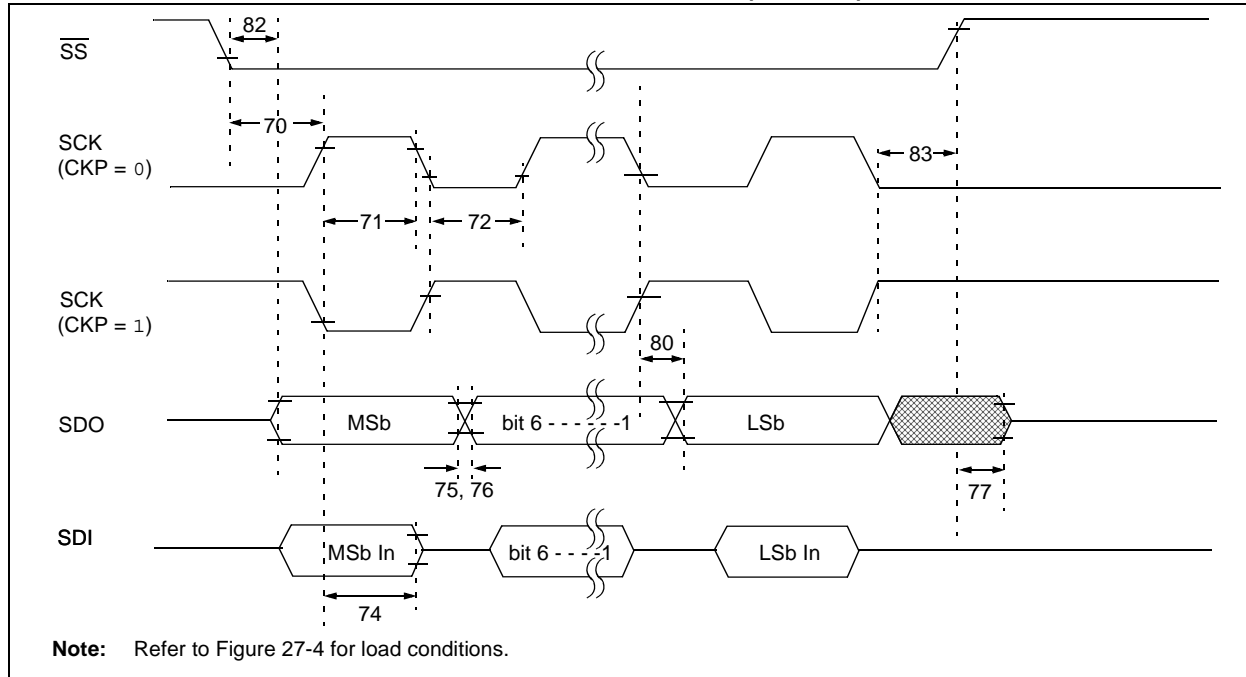 82
SS
70
SCK
(CKP = 0)
83
71
72
SCK
(CKP = 1)
80
SDO
MSb
bit 6 - - - - - -1
LSb
75, 76
77
SDI
MSb In
bit 6 - - - -1
LSb In
74
Note: Refer to Figure 27-4 for load conditions.